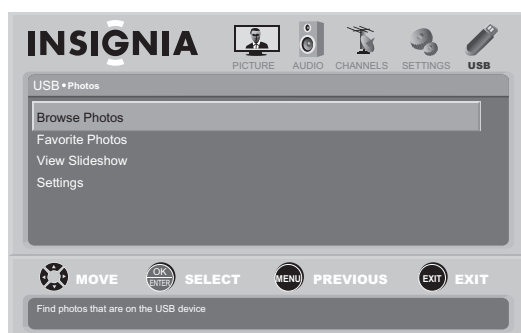 INSIGNIA
PICTURE AUDIO CHANNELS SETTINGS USB
USB•Photos
Browse Photos
Favorite Photos
View Slideshow
Settings
MOVE OK ENTER SELECT MENU PREVIOUS EXIT EXIT
Find photos that are on the USB device